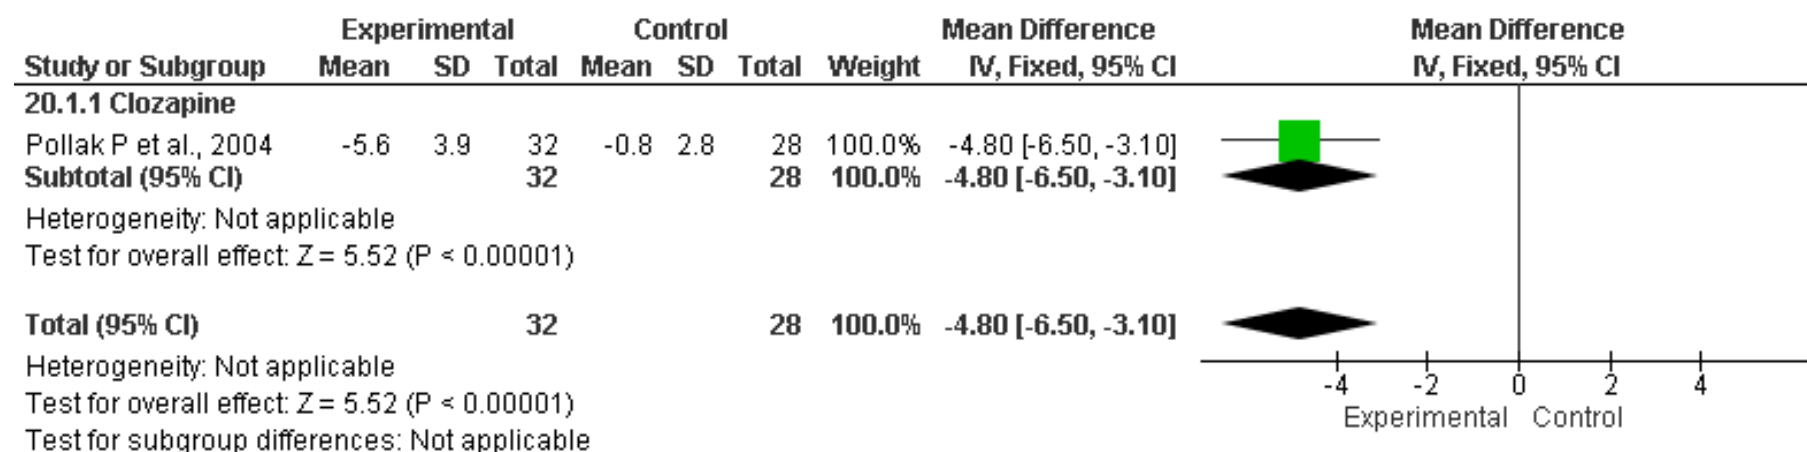 Experimental Control Mean Difference Mean Difference
Study or Subgroup Mean SD Total Mean SD Total Weight IV, Fixed, 95% CI IV, Fixed, 95% CI
20.1.1 Clozapine
Pollak P et al., 2004 -5.6 3.9 32 -0.8 2.8 28 100.0% -4.80 [-6.50, -3.10]
Subtotal (95% CI) 32 28 100.0% -4.80 [-6.50, -3.10]
Heterogeneity: Not applicable
Test for overall effect: Z = 5.52 (P < 0.00001)
Total (95% CI) 32 28 100.0% -4.80 [-6.50, -3.10]
Heterogeneity: Not applicable
Test for overall effect: Z = 5.52 (P < 0.00001)
Test for subgroup differences: Not applicable
-4 -2 0 2 4
Experimental Control